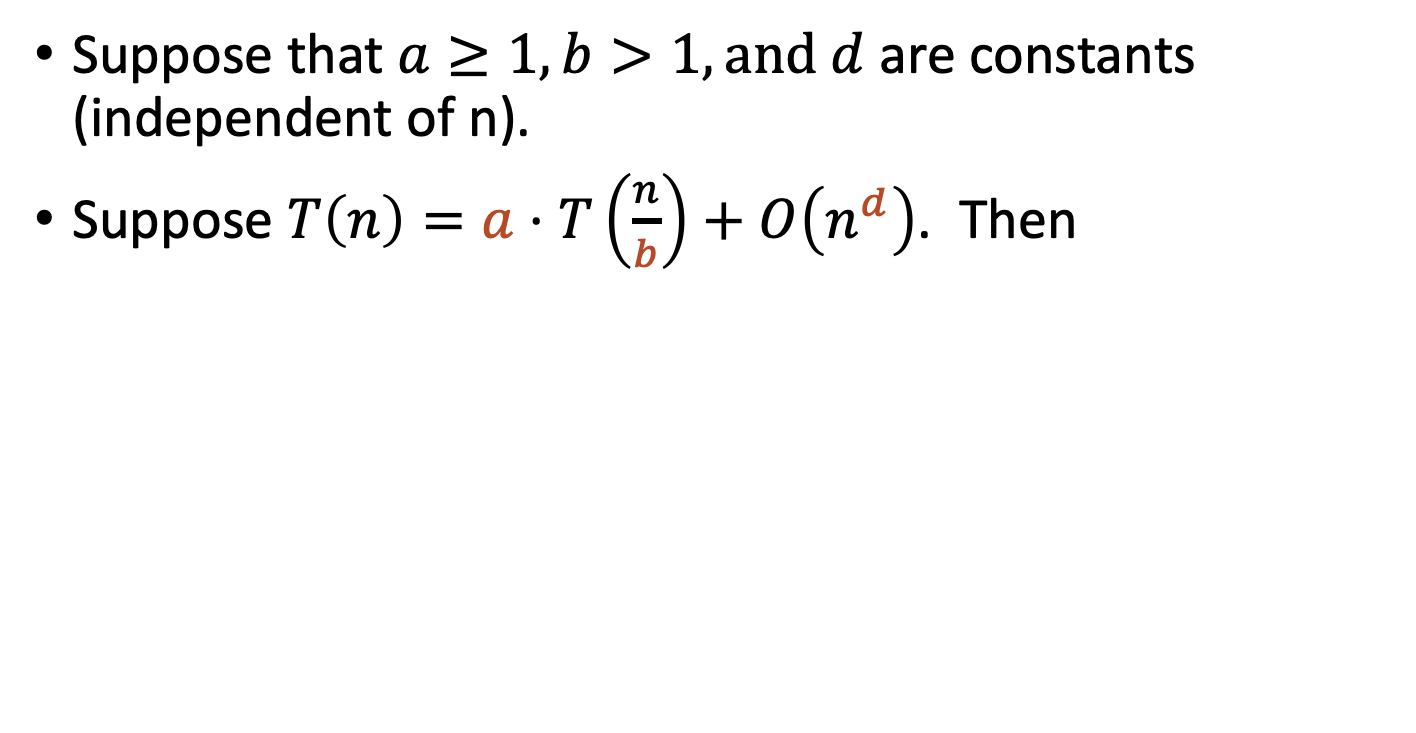 • Suppose that 𝑎 ≥ 1, 𝑏 > 1, and 𝑑 are constants
(independent of n).
• Suppose 𝑇(𝑛) = 𝑎 · 𝑇(𝑛/𝑏) + 𝑂(𝑛^𝑑). Then